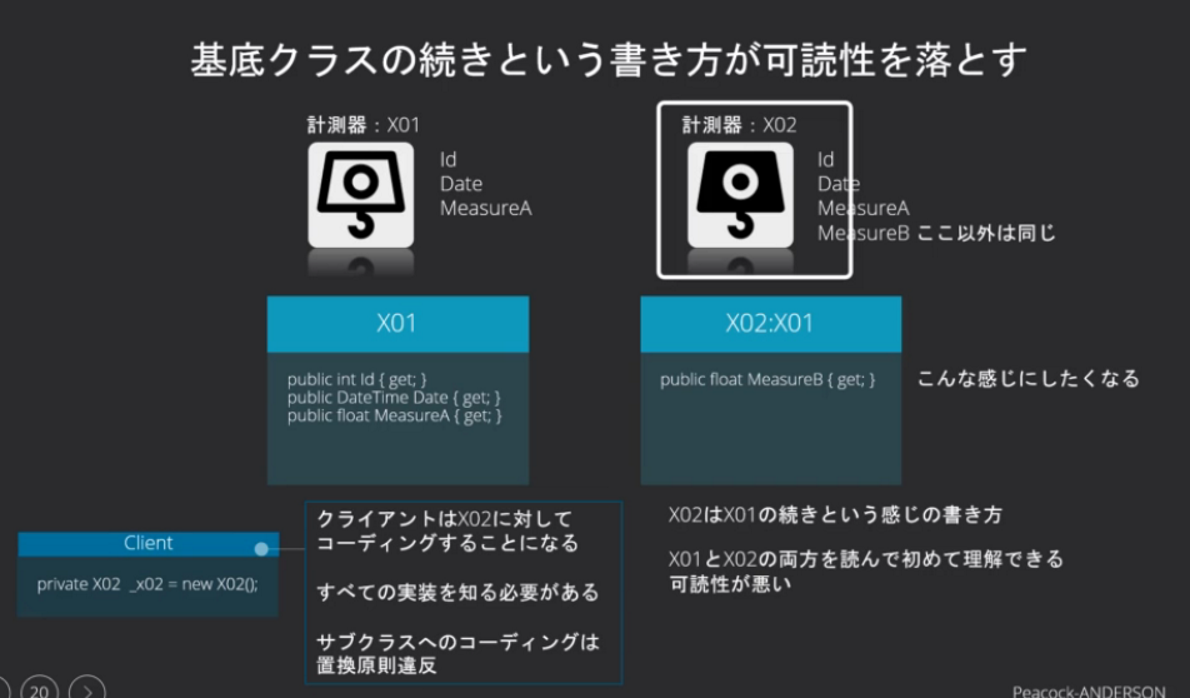 基底クラスの続きという書き方が可読性を落とす
計測器：X01
Id
Date
MeasureA
計測器：X02
Id
Date
MeasureA
MeasureB ここ以外は同じ
X01
public int Id { get; }
public DateTime Date { get; }
public float MeasureA { get; }
X02:X01
public float MeasureB { get; }
こんな感じにしたくなる
Client
private X02 _x02 = new X02();
クライアントはX02に対して
コーディングすることになる
すべての実装を知る必要がある
サブクラスへのコーディングは
置換原則違反
X02はX01の続きという感じの書き方
X01とX02の両方を読んで初めて理解できる
可読性が悪い
20
Peacock-ANDERSON